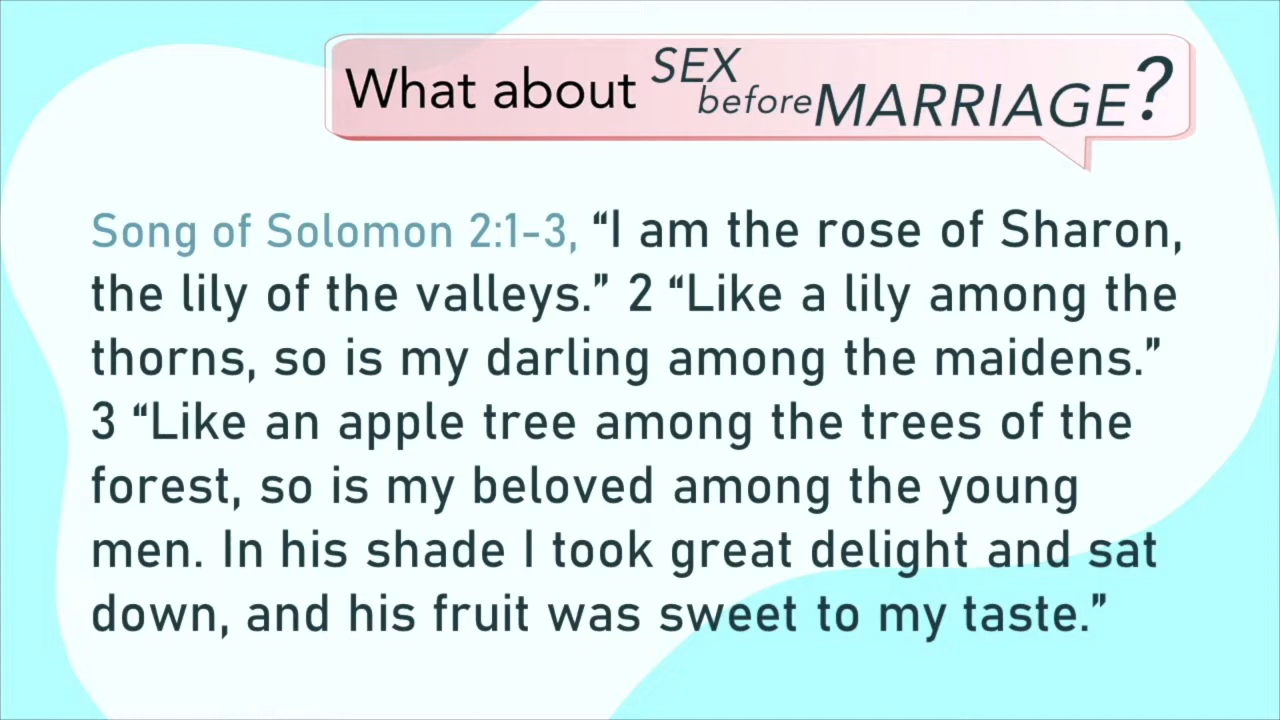 What about SEX before MARRIAGE?
Song of Solomon 2:1-3, “I am the rose of Sharon,
the lily of the valleys.” 2 “Like a lily among the
thorns, so is my darling among the maidens.”
3 “Like an apple tree among the trees of the
forest, so is my beloved among the young
men. In his shade I took great delight and sat
down, and his fruit was sweet to my taste.”